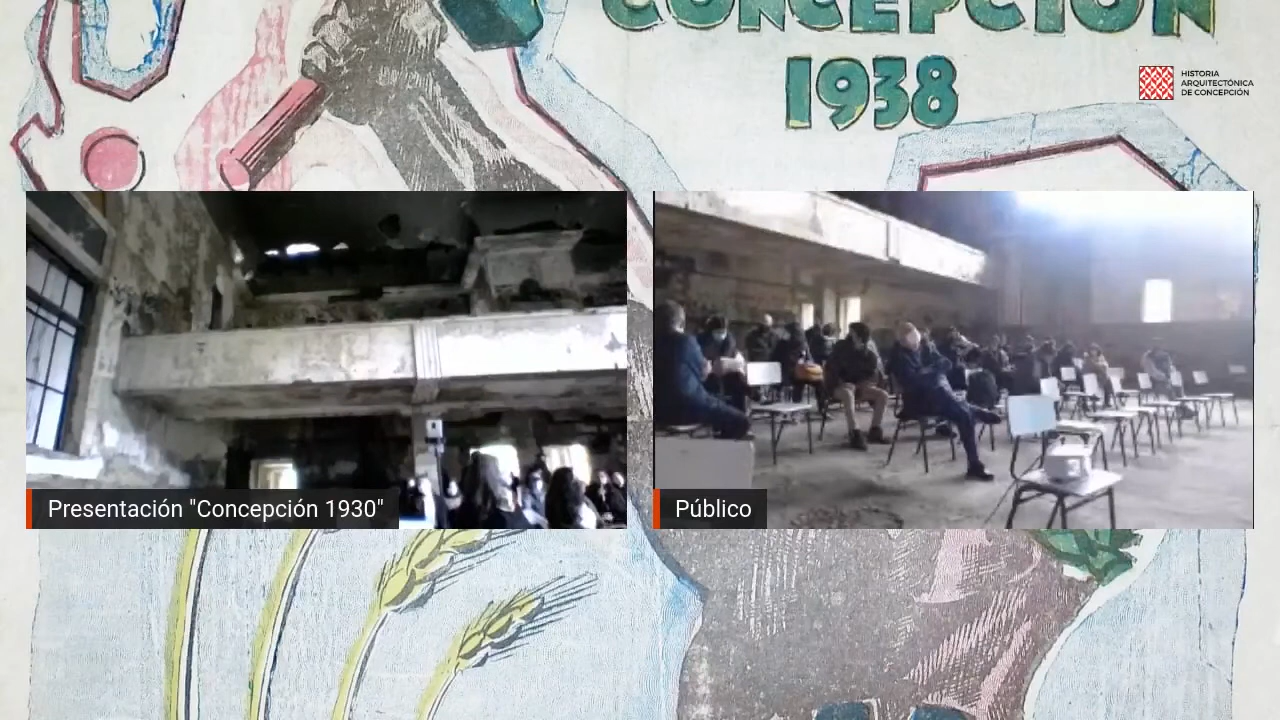 CONCEPCIÓN
1938
HISTORIA
ARQUITECTÓNICA
DE CONCEPCIÓN
Presentación "Concepción 1930"
Público